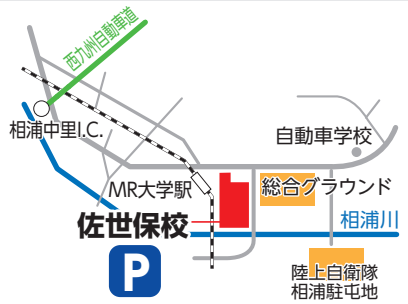 西九州自動車道
相浦中里I.C.
自動車学校
MR大学駅
総合グラウンド
佐世保校
相浦川
P
陸上自衛隊
相浦駐屯地